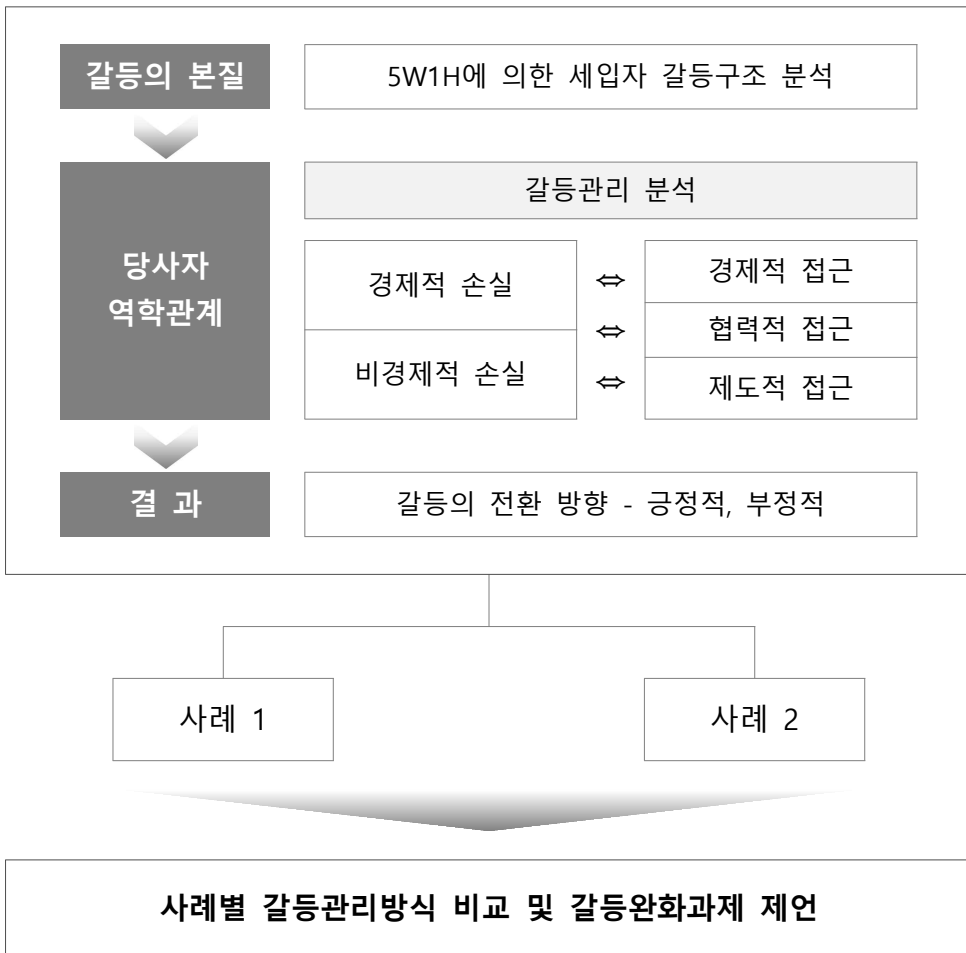 갈등의 본질
5W1H에 의한 세입자 갈등구조 분석
당사자
역학관계
갈등관리 분석
경제적 손실
⇔
경제적 접근
⇔
협력적 접근
비경제적 손실
⇔
제도적 접근
결 과
갈등의 전환 방향 - 긍정적, 부정적
사례 1
사례 2
사례별 갈등관리방식 비교 및 갈등완화과제 제언